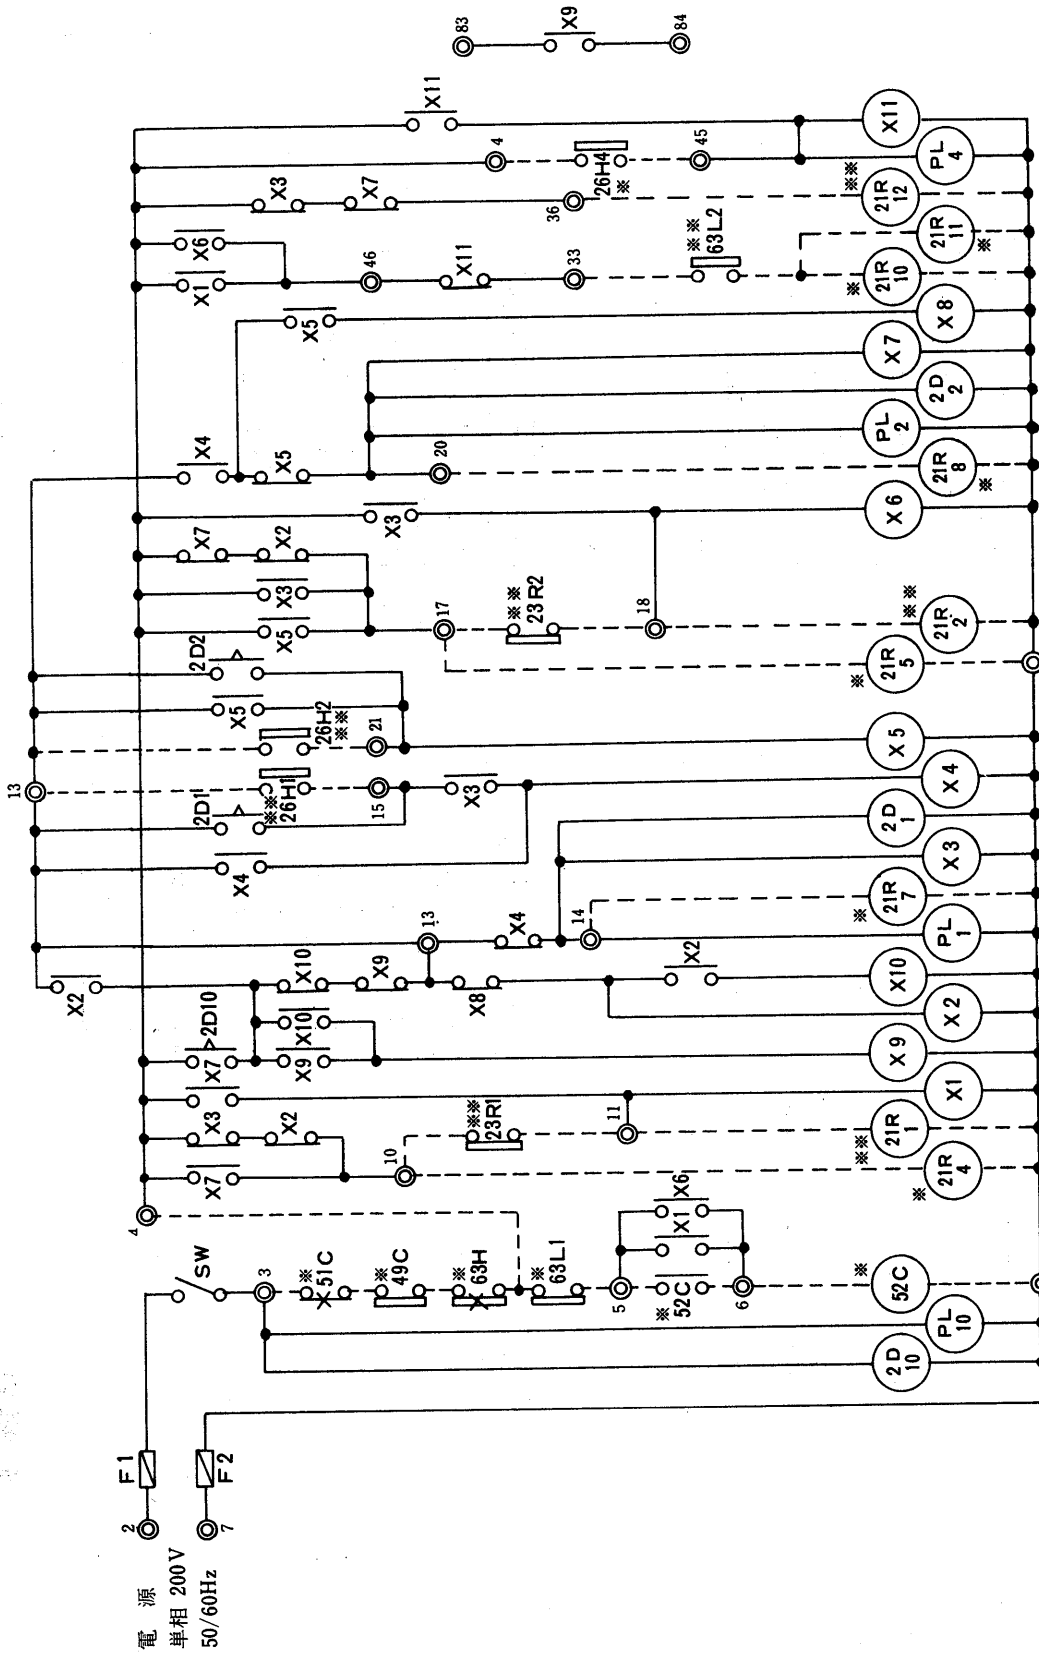 電源
単相 200V
50/60Hz
2
7
F1
F2
SW
3
※
51C
※
49C
※
63H
※
63L1
5
※
52C
X1
X6
6
※
52C
PL
10
2D
10
4
X7
X3
X2
10
※※
23R1
11
※
21R
4
※※
21R
1
X1
X7
2D10
X9
X10
X10
X9
X9
X2
X8
X2
X2
X10
13
X4
14
PL
1
※
21R
7
X3
2D
1
X4
2D1
※※
26H1
15
X3
X4
13
26H2
※※
21
X5
2D2
X5
X5
X3
X7
X2
17
※※
23R2
18
※
21R
5
※※
21R
2
X3
X6
X4
X5
20
※
21R
8
PL
2
2D
2
X7
X5
X8
X1
X6
46
X11
33
※※
63L2
※
21R
10
※
21R
11
X3
X7
36
※※
21R
12
4
26H4
※
45
PL
4
X11
X11
83
X9
84